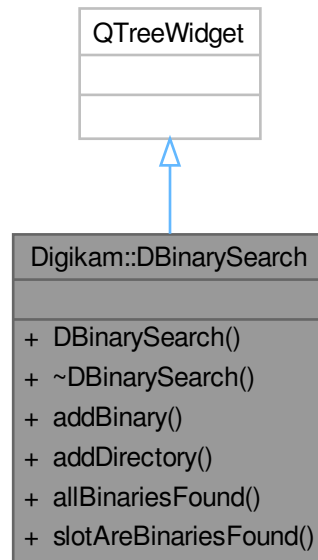 QTreeWidget
Digikam::DBinarySearch
+ DBinarySearch()
+ ~DBinarySearch()
+ addBinary()
+ addDirectory()
+ allBinariesFound()
+ slotAreBinariesFound()